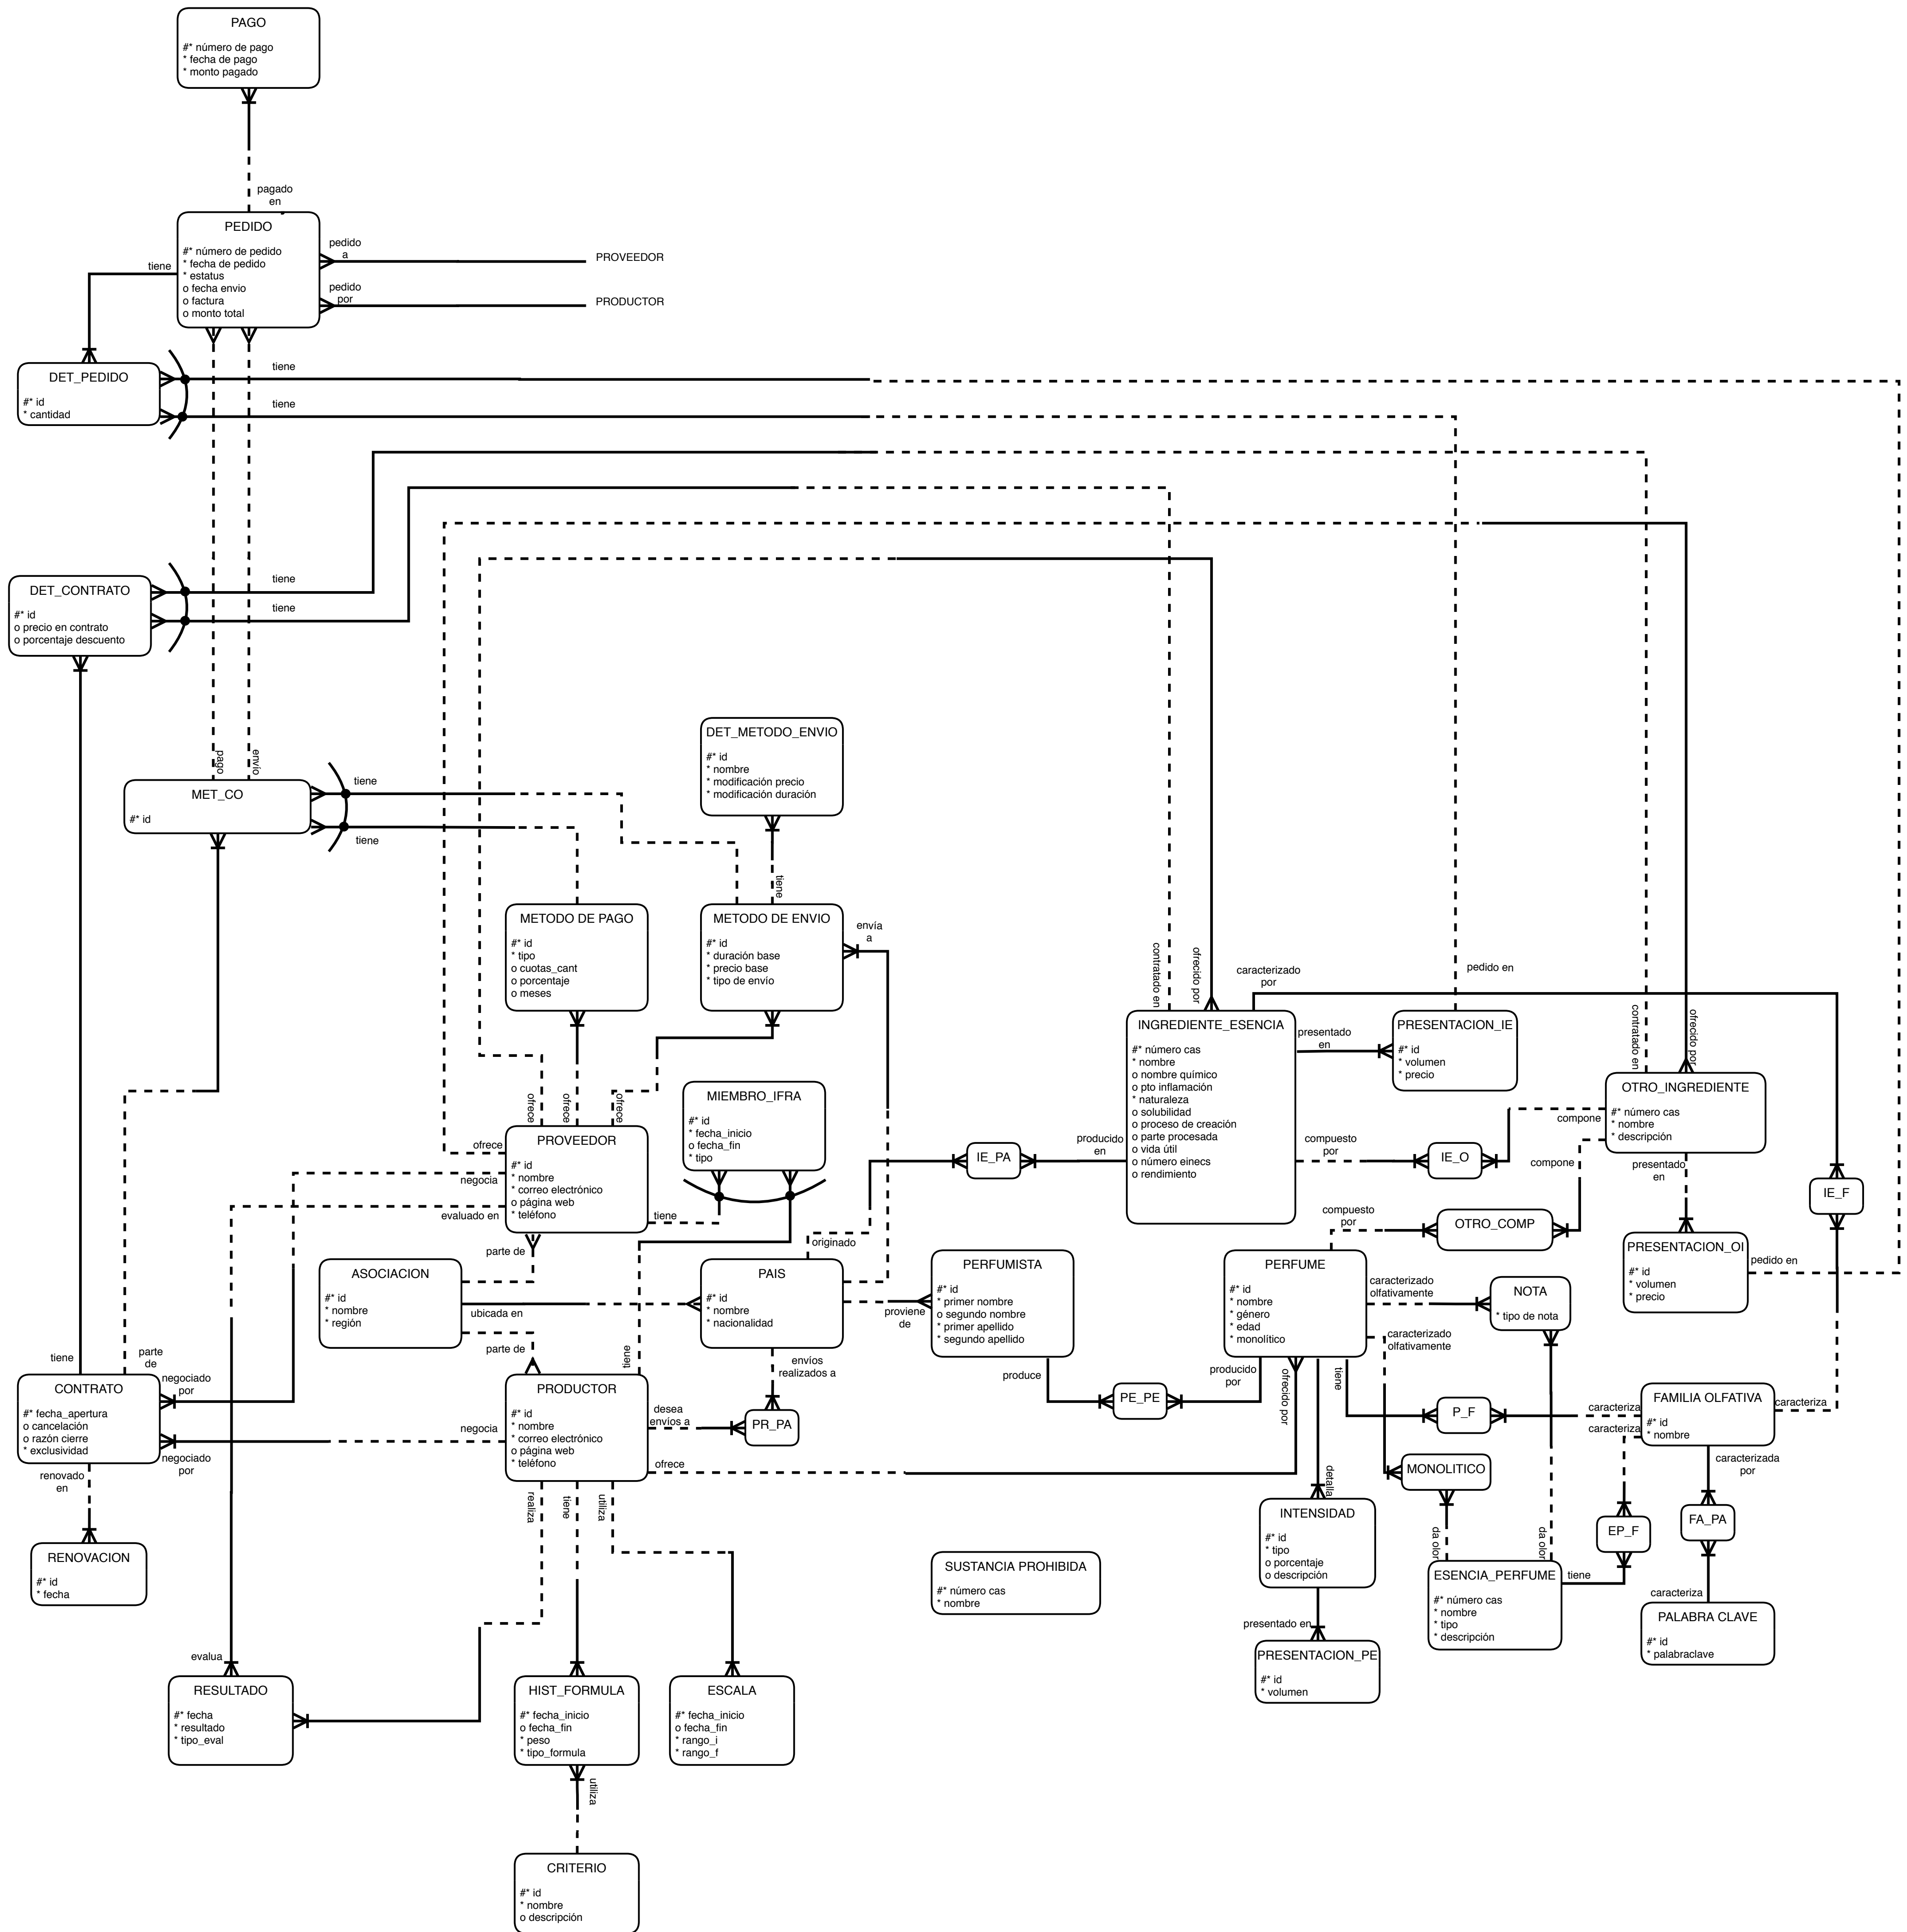 PAGO
#* número de pago
* fecha de pago
* monto pagado
pagado
en
PEDIDO
#* número de pedido
* fecha de pedido
* estatus
o fecha envio
o factura
o monto total
pedido
a
PROVEEDOR
pedido
por
PRODUCTOR
tiene
DET_PEDIDO
#* id
* cantidad
tiene
tiene
DET_CONTRATO
#* id
o precio en contrato
o porcentaje descuento
tiene
tiene
pago
envío
MET_CO
#* id
tiene
tiene
DET_METODO_ENVIO
#* id
* nombre
* modificación precio
* modificación duración
tiene
METODO DE PAGO
#* id
* tipo
o cuotas_cant
o porcentaje
o meses
METODO DE ENVIO
#* id
* duración base
* precio base
* tipo de envío
envía
a
contratado en
ofrecido por
caracterizado
por
pedido en
contratado en
ofrecido por
INGREDIENTE_ESENCIA
#* número cas
* nombre
o nombre químico
o pto inflamación
* naturaleza
o solubilidad
o proceso de creación
o parte procesada
o vida útil
o número einecs
o rendimiento
presentado
en
PRESENTACION_IE
#* id
* volumen
* precio
OTRO_INGREDIENTE
#* número cas
* nombre
* descripción
compone
compone
presentado
en
ofrece
ofrece
ofrece
ofrece
MIEMBRO_IFRA
#* id
* fecha_inicio
o fecha_fin
* tipo
PROVEEDOR
#* id
* nombre
* correo electrónico
o página web
* teléfono
negocia
evaluado en
tiene
parte de
IE_PA
producido
en
compuesto
por
IE_O
IE_F
compuesto
por
OTRO_COMP
originado
ASOCIACION
#* id
* nombre
* región
ubicada en
parte de
PAIS
#* id
* nombre
* nacionalidad
proviene
de
PERFUMISTA
#* id
* primer nombre
o segundo nombre
* primer apellido
* segundo apellido
PERFUME
#* id
* nombre
* género
* edad
* monolítico
caracterizado
olfativamente
caracterizado
olfativamente
NOTA
* tipo de nota
PRESENTACION_OI
#* id
* volumen
* precio
pedido en
tiene
parte
de
negociado
por
CONTRATO
#* fecha_apertura
o cancelación
o razón cierre
* exclusividad
negociado
por
renovado
en
RENOVACION
#* id
* fecha
negocia
tiene
PRODUCTOR
#* id
* nombre
* correo electrónico
o página web
* teléfono
desea
envíos a
envíos
realizados a
PR_PA
ofrece
produce
PE_PE
producido
por
ofrecido por
tiene
P_F
caracteriza
caracteriza
FAMILIA OLFATIVA
#* id
* nombre
caracteriza
caracterizada
por
MONOLITICO
detalla
INTENSIDAD
#* id
* tipo
o porcentaje
o descripción
da olor
da olor
EP_F
FA_PA
realiza
tiene
utiliza
SUSTANCIA PROHIBIDA
#* número cas
* nombre
ESENCIA_PERFUME
#* número cas
* nombre
* tipo
* descripción
tiene
caracteriza
PALABRA CLAVE
#* id
* palabraclave
presentado en
PRESENTACION_PE
#* id
* volumen
evalua
RESULTADO
#* fecha
* resultado
* tipo_eval
HIST_FORMULA
#* fecha_inicio
o fecha_fin
* peso
* tipo_formula
ESCALA
#* fecha_inicio
o fecha_fin
* rango_i
* rango_f
utiliza
CRITERIO
#* id
* nombre
o descripción